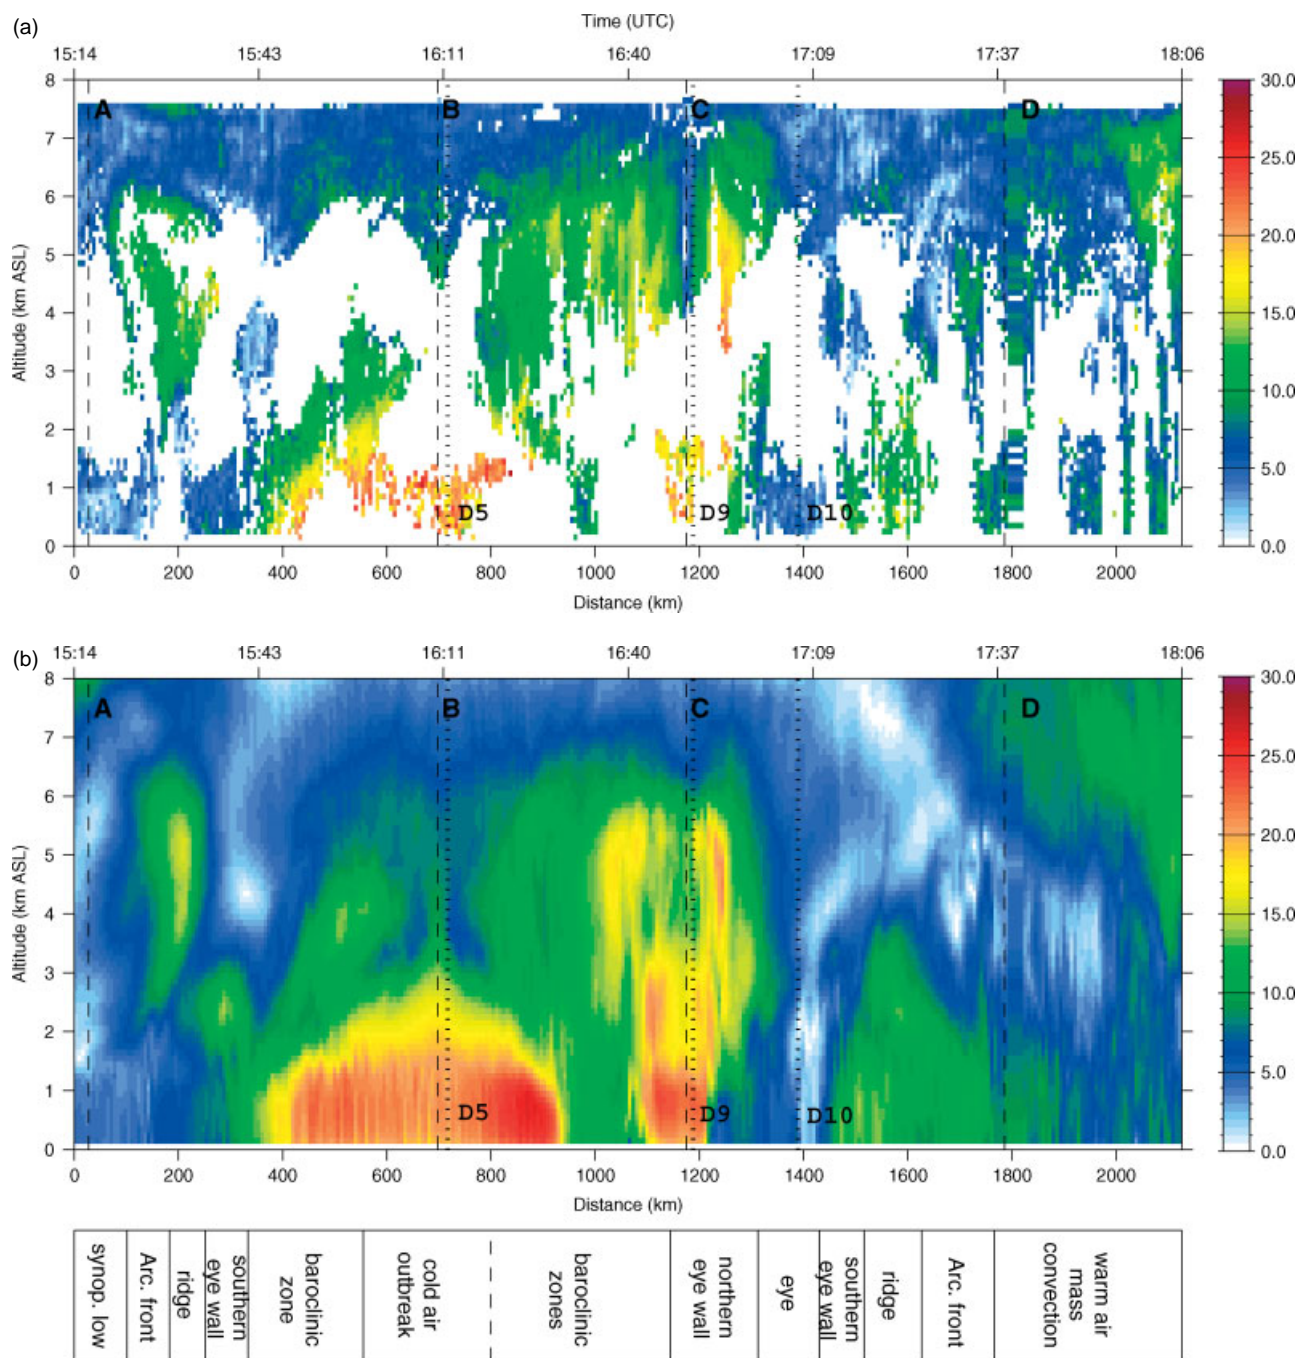 (a)
Time (UTC)
15:14 15:43 16:11 16:40 17:09 17:37 18:06
A B C D
8
7
6
5
4
3
2
1
0
Altitude (km ASL)
D5 D9 D10
0 200 400 600 800 1000 1200 1400 1600 1800 2000
Distance (km)
30.0
25.0
20.0
15.0
10.0
5.0
0.0
(b)
15:14 15:43 16:11 16:40 17:09 17:37 18:06
A B C D
8
7
6
5
4
3
2
1
0
Altitude (km ASL)
D5 D9 D10
0 200 400 600 800 1000 1200 1400 1600 1800 2000
Distance (km)
30.0
25.0
20.0
15.0
10.0
5.0
0.0
synop. low
Arc. front
ridge
southern
eye wall
baroclinic
zone
cold air
outbreak
baroclinic
zones
northern
eye wall
eye
southern
eye wall
ridge
Arc. front
warm air
mass
convection